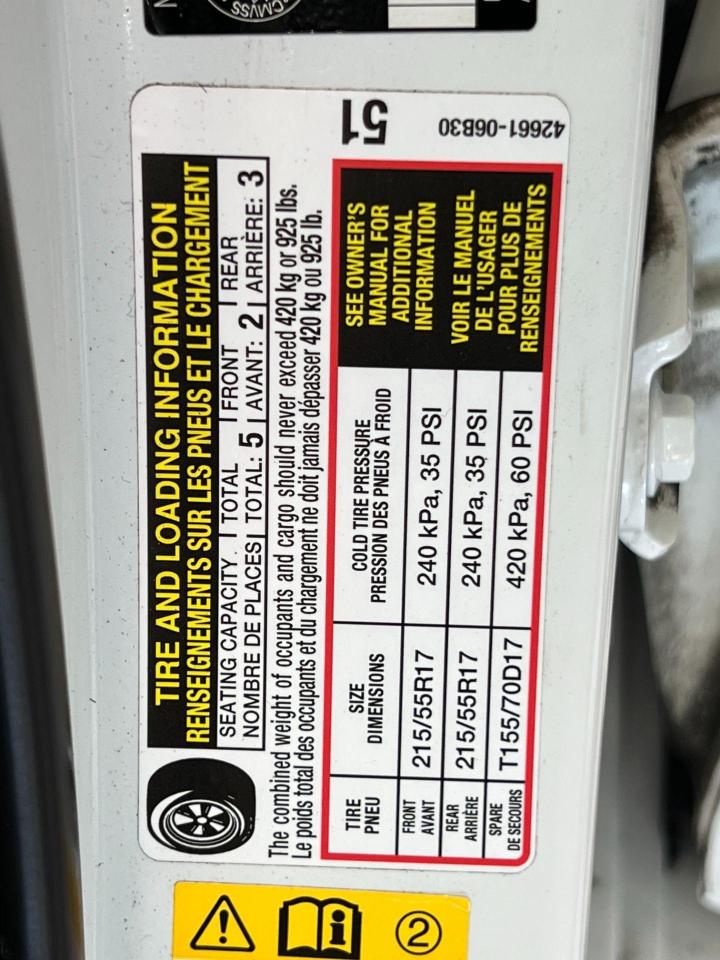 CMVSS
TIRE AND LOADING INFORMATION
RENSEIGNEMENTS SUR LES PNEUS ET LE CHARGEMENT
SEATING CAPACITY TOTAL FRONT REAR
NOMBRE DE PLACES TOTAL: 5 AVANT: 2 ARRIÈRE: 3
The combined weight of occupants and cargo should never exceed 420 kg or 925 lbs.
Le poids total des occupants et du chargement ne doit jamais dépasser 420 kg ou 925 lb.
TIRE SIZE COLD TIRE PRESSURE
PNEU DIMENSIONS PRESSION DES PNEUS À FROID
FRONT
AVANT 215/55R17 240 kPa, 35 PSI
REAR
ARRIÈRE 215/55R17 240 kPa, 35 PSI
SPARE
DE SECOURS T155/70D17 420 kPa, 60 PSI
SEE OWNER'S
MANUAL FOR
ADDITIONAL
INFORMATION
VOIR LE MANUEL
DE L'USAGER
POUR PLUS DE
RENSEIGNEMENTS
51
42661-06B30
2